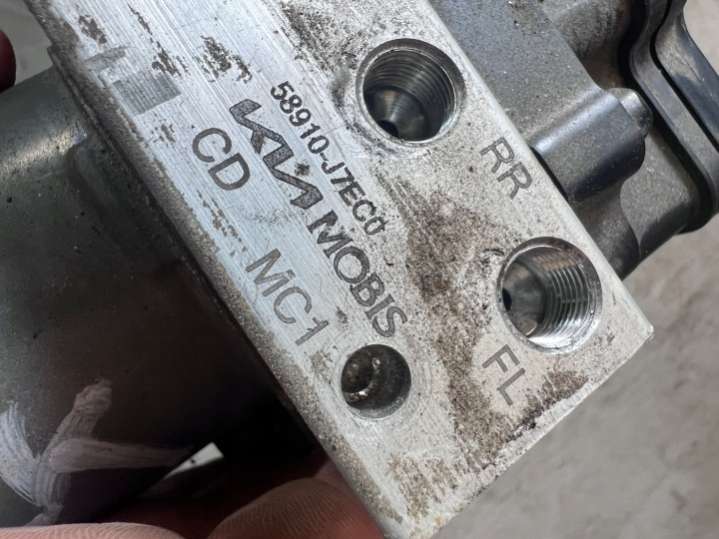 58910-J7EC0
KIA MOBIS
CD
MC1
RR
FL